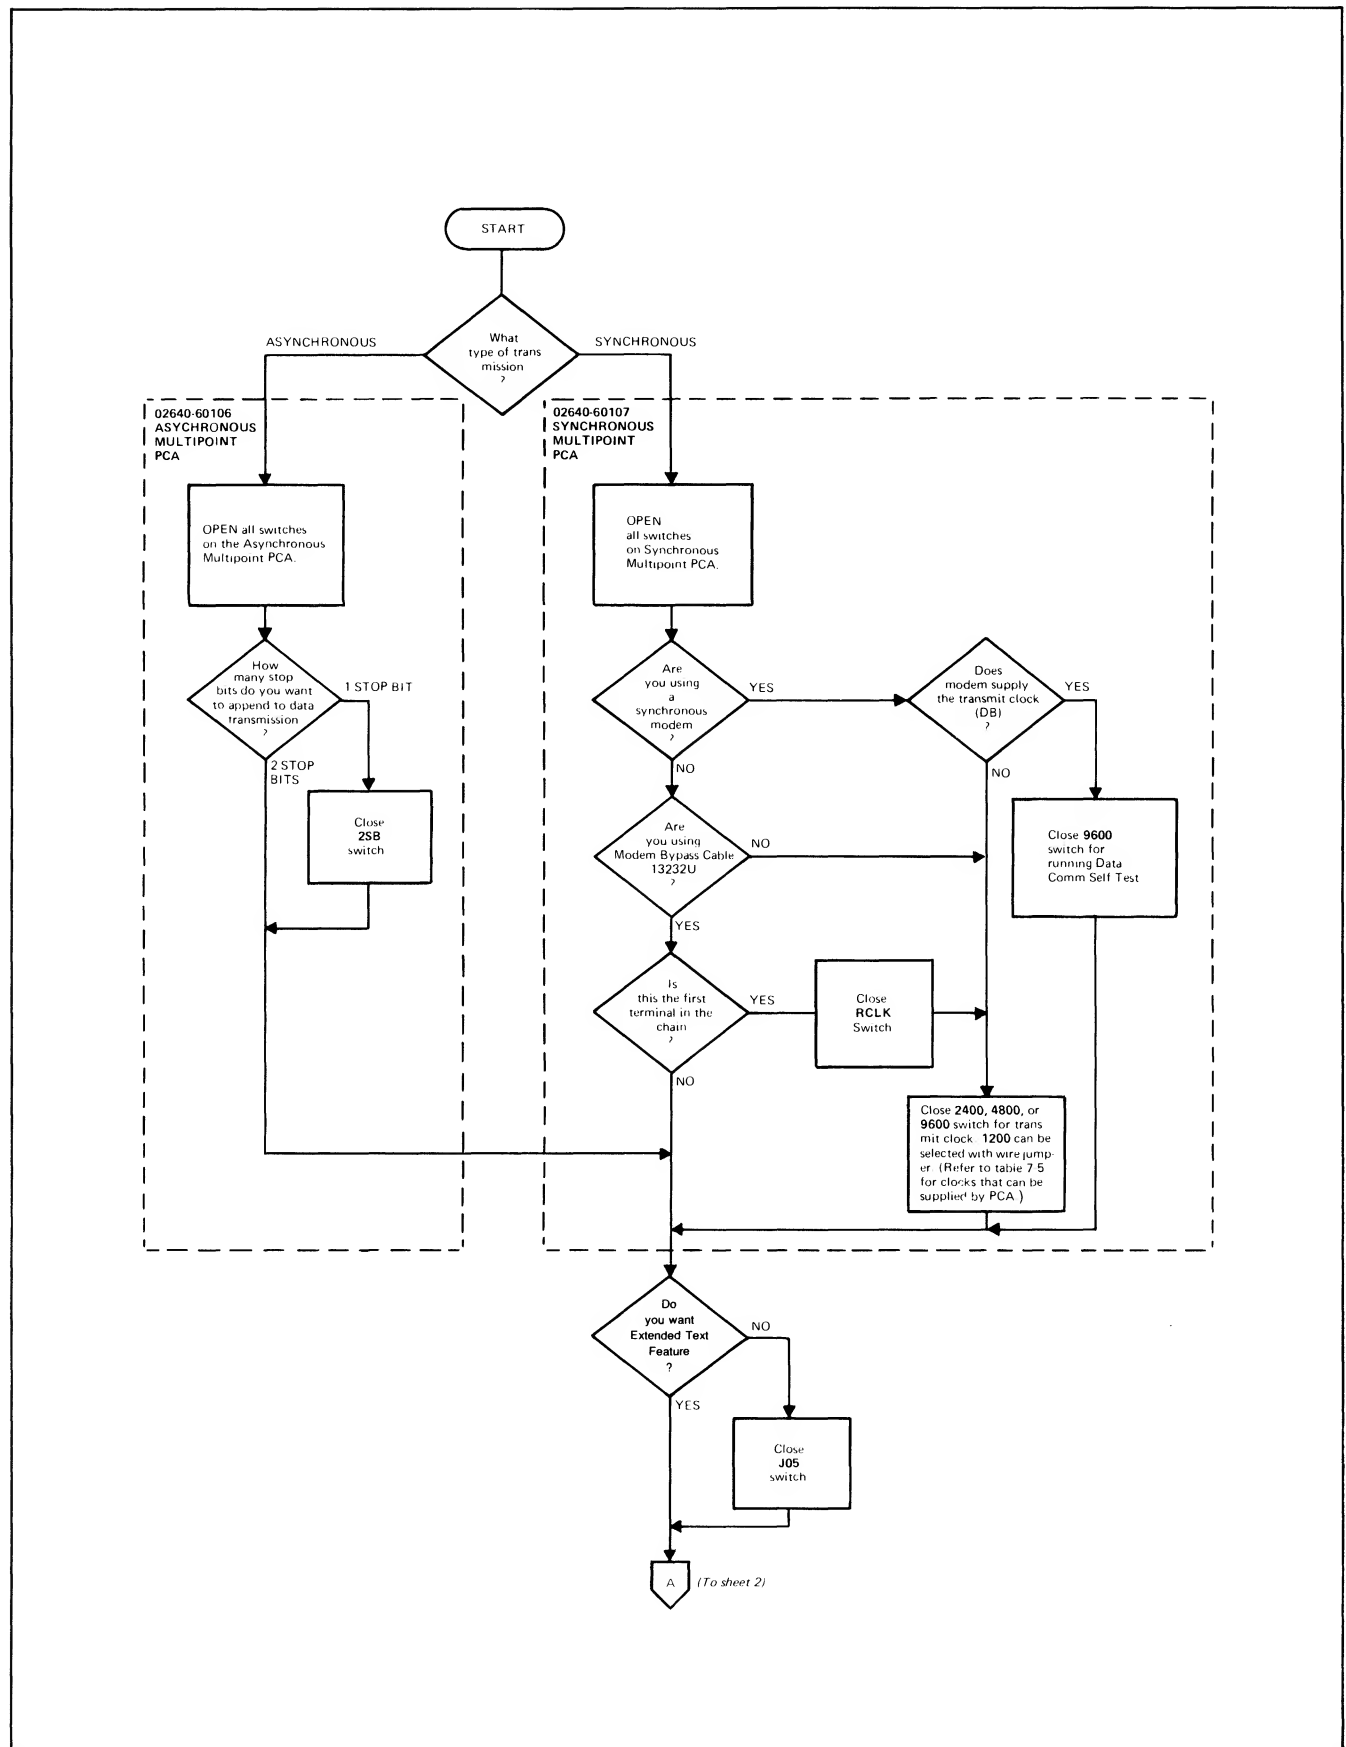 START
What
type of trans
mission
?
ASYNCHRONOUS
SYNCHRONOUS
02640-60106
ASYCHRONOUS
MULTIPOINT
PCA
02640-60107
SYNCHRONOUS
MULTIPOINT
PCA
OPEN all switches
on the Asynchronous
Multipoint PCA.
OPEN
all switches
on Synchronous
Multipoint PCA.
How
many stop
bits do you want
to append to data
transmission
?
1 STOP BIT
2 STOP
BITS
Close
2SB
switch
Are
you using
a
synchronous
modem
?
YES
NO
Does
modem supply
the transmit clock
(DB)
?
YES
NO
Close 9600
switch for
running Data
Comm Self Test
Are
you using
Modem Bypass Cable
13232U
?
NO
YES
Is
this the first
terminal in the
chain
?
YES
NO
Close
RCLK
Switch
Close 2400, 4800, or
9600 switch for trans
mit clock 1200 can be
selected with wire jump-
er. (Refer to table 7 5
for clocks that can be
supplied by PCA )
Do
you want
Extended Text
Feature
?
NO
YES
Close
J05
switch
A
(To sheet 2)